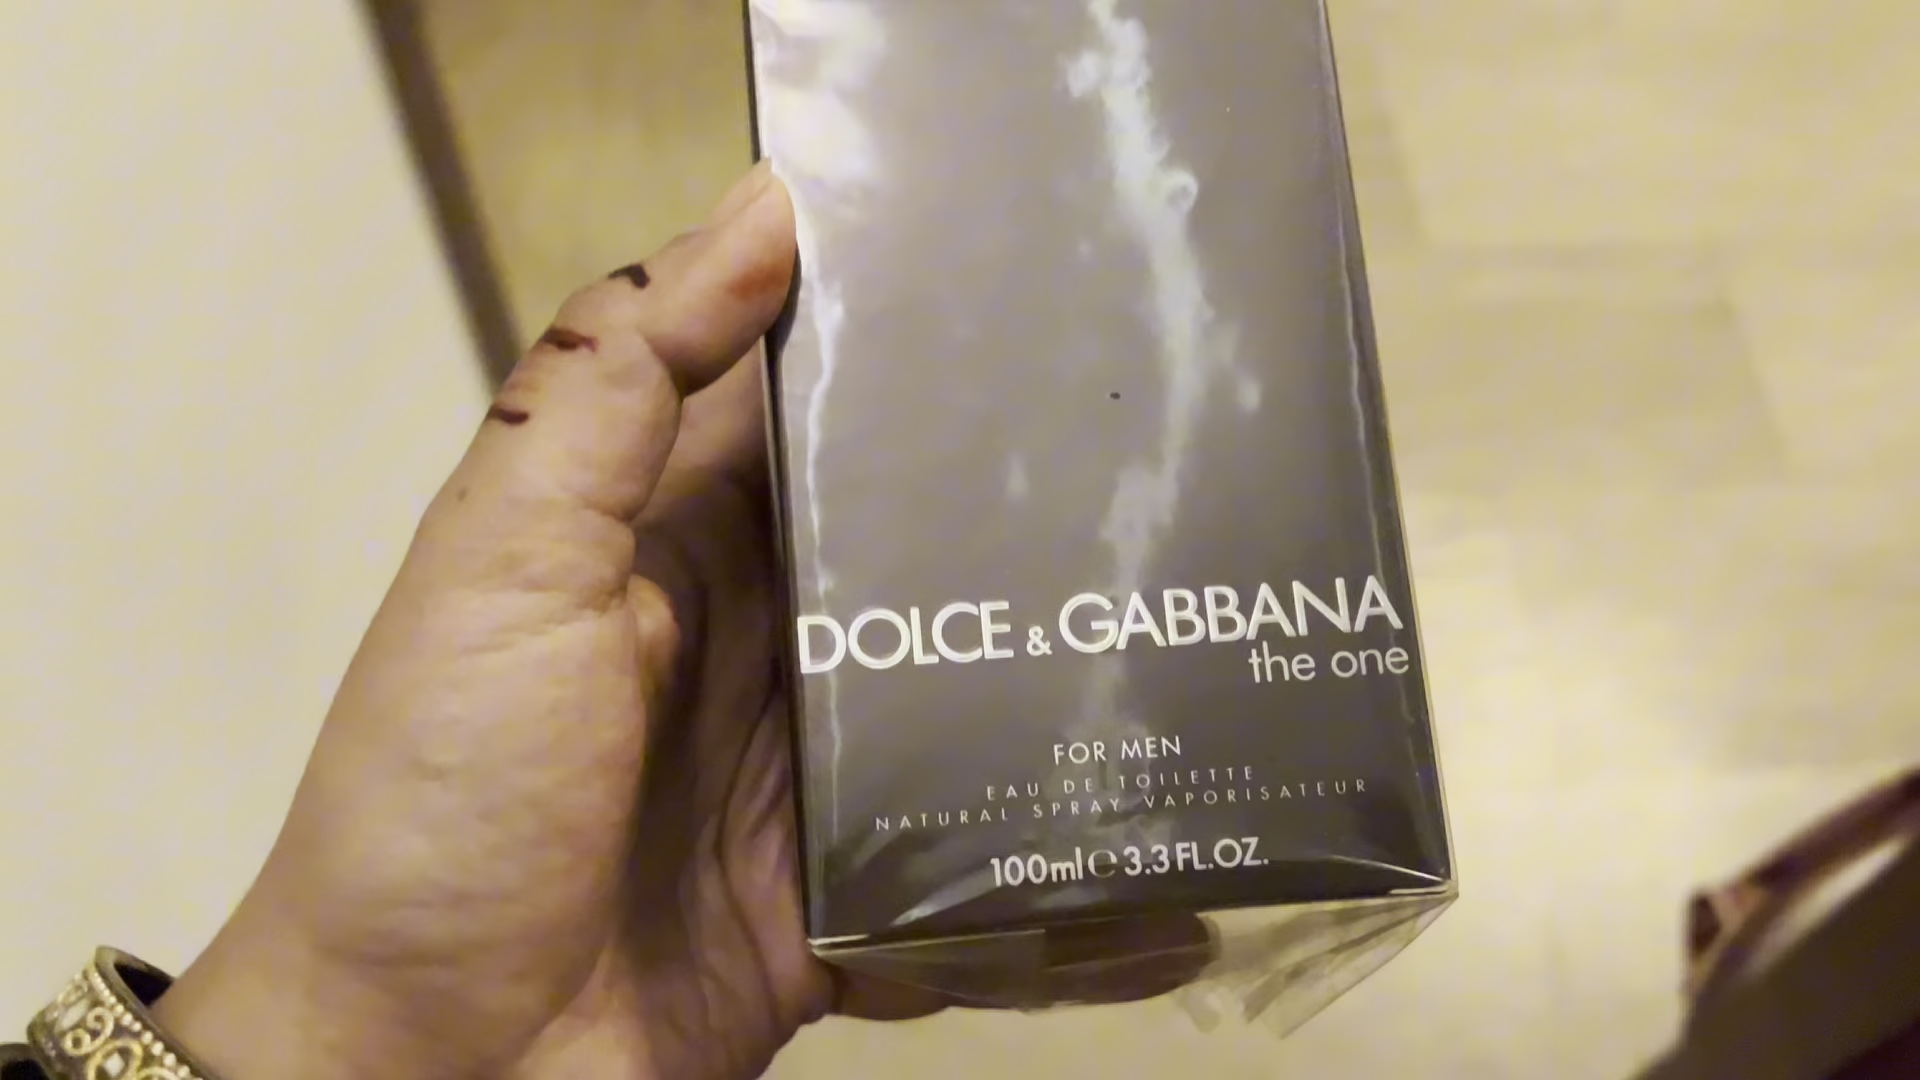 DOLCE & GABBANA
the one
FOR MEN
EAU DE TOILETTE
NATURAL SPRAY VAPORISATEUR
100ml ℮ 3.3 FL.OZ.